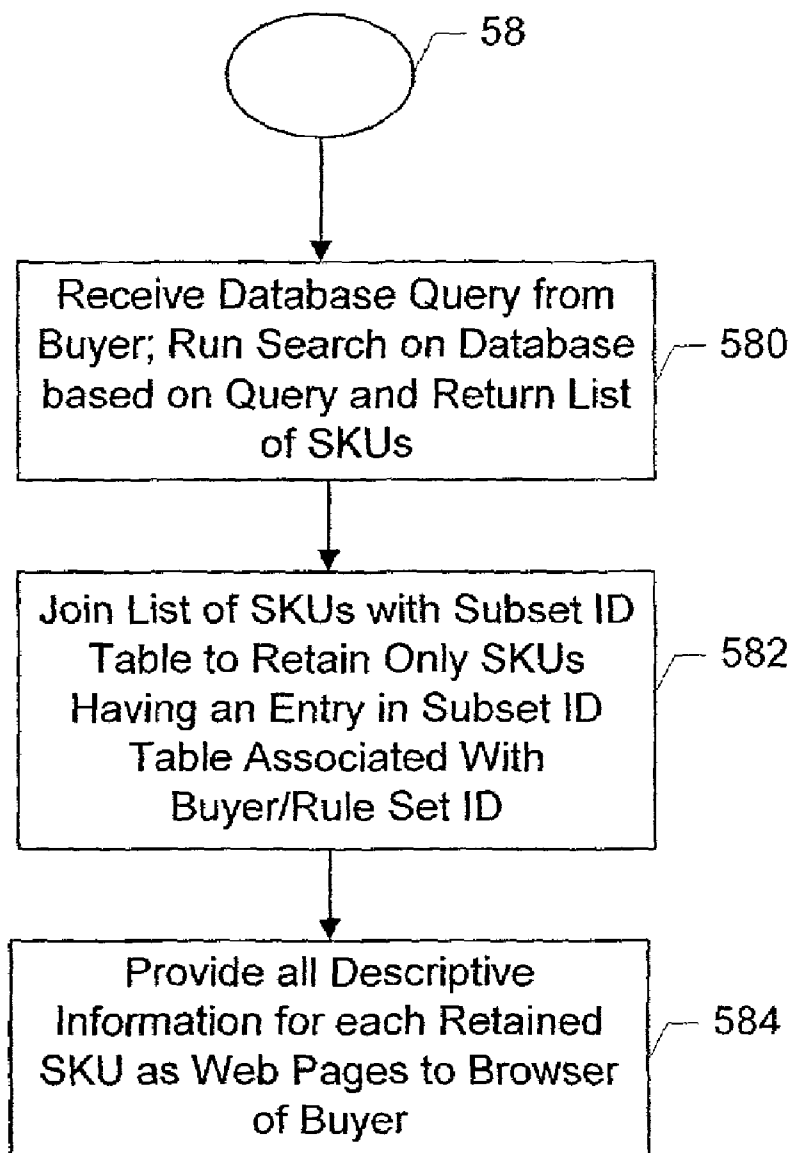 58
Receive Database Query from
Buyer; Run Search on Database
based on Query and Return List
of SKUs
580
Join List of SKUs with Subset ID
Table to Retain Only SKUs
Having an Entry in Subset ID
Table Associated With
Buyer/Rule Set ID
582
Provide all Descriptive
Information for each Retained
SKU as Web Pages to Browser
of Buyer
584